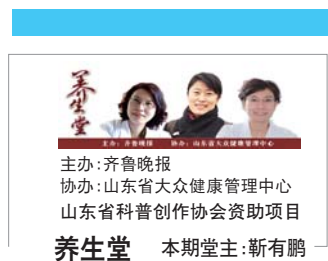 养生堂
主办:齐鲁晚报 协办:山东省大众健康管理中心
主办:齐鲁晚报
协办:山东省大众健康管理中心
山东省科普创作协会资助项目
养生堂 本期堂主:靳有鹏